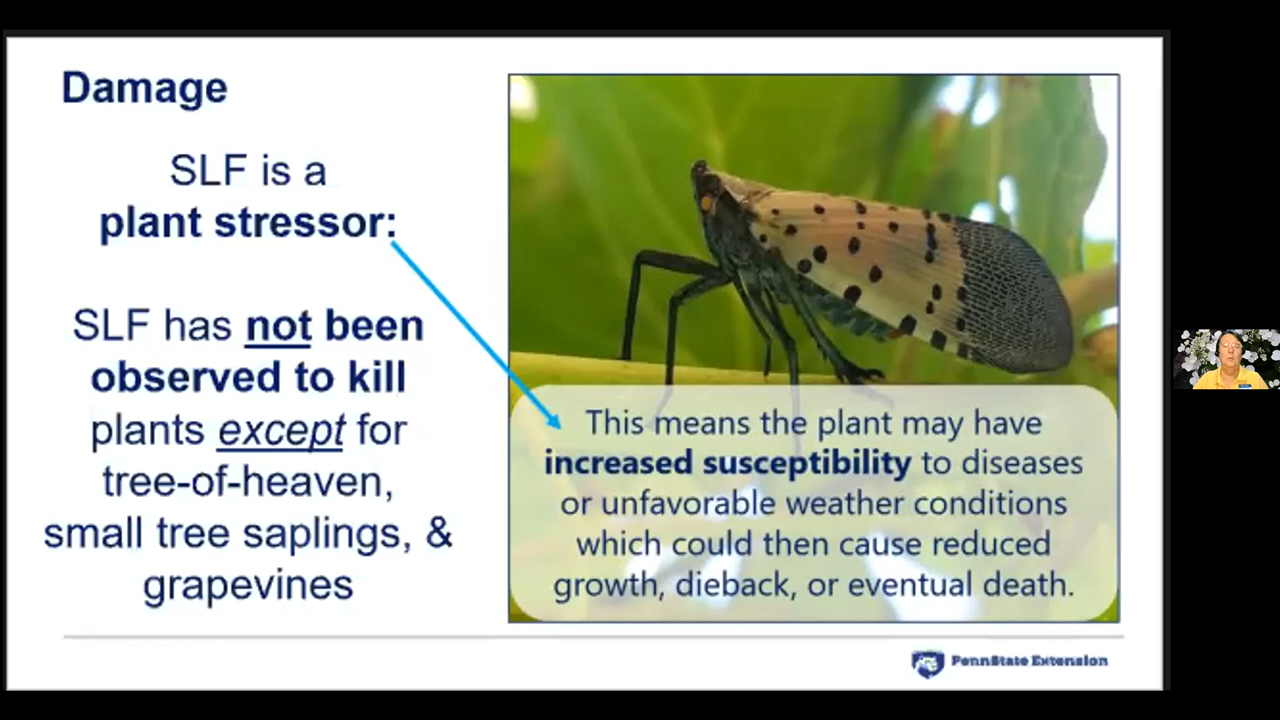 Damage
SLF is a
plant stressor:
SLF has not been
observed to kill
plants except for
tree-of-heaven,
small tree saplings, &
grapevines
This means the plant may have
increased susceptibility to diseases
or unfavorable weather conditions
which could then cause reduced
growth, dieback, or eventual death.
PennState Extension